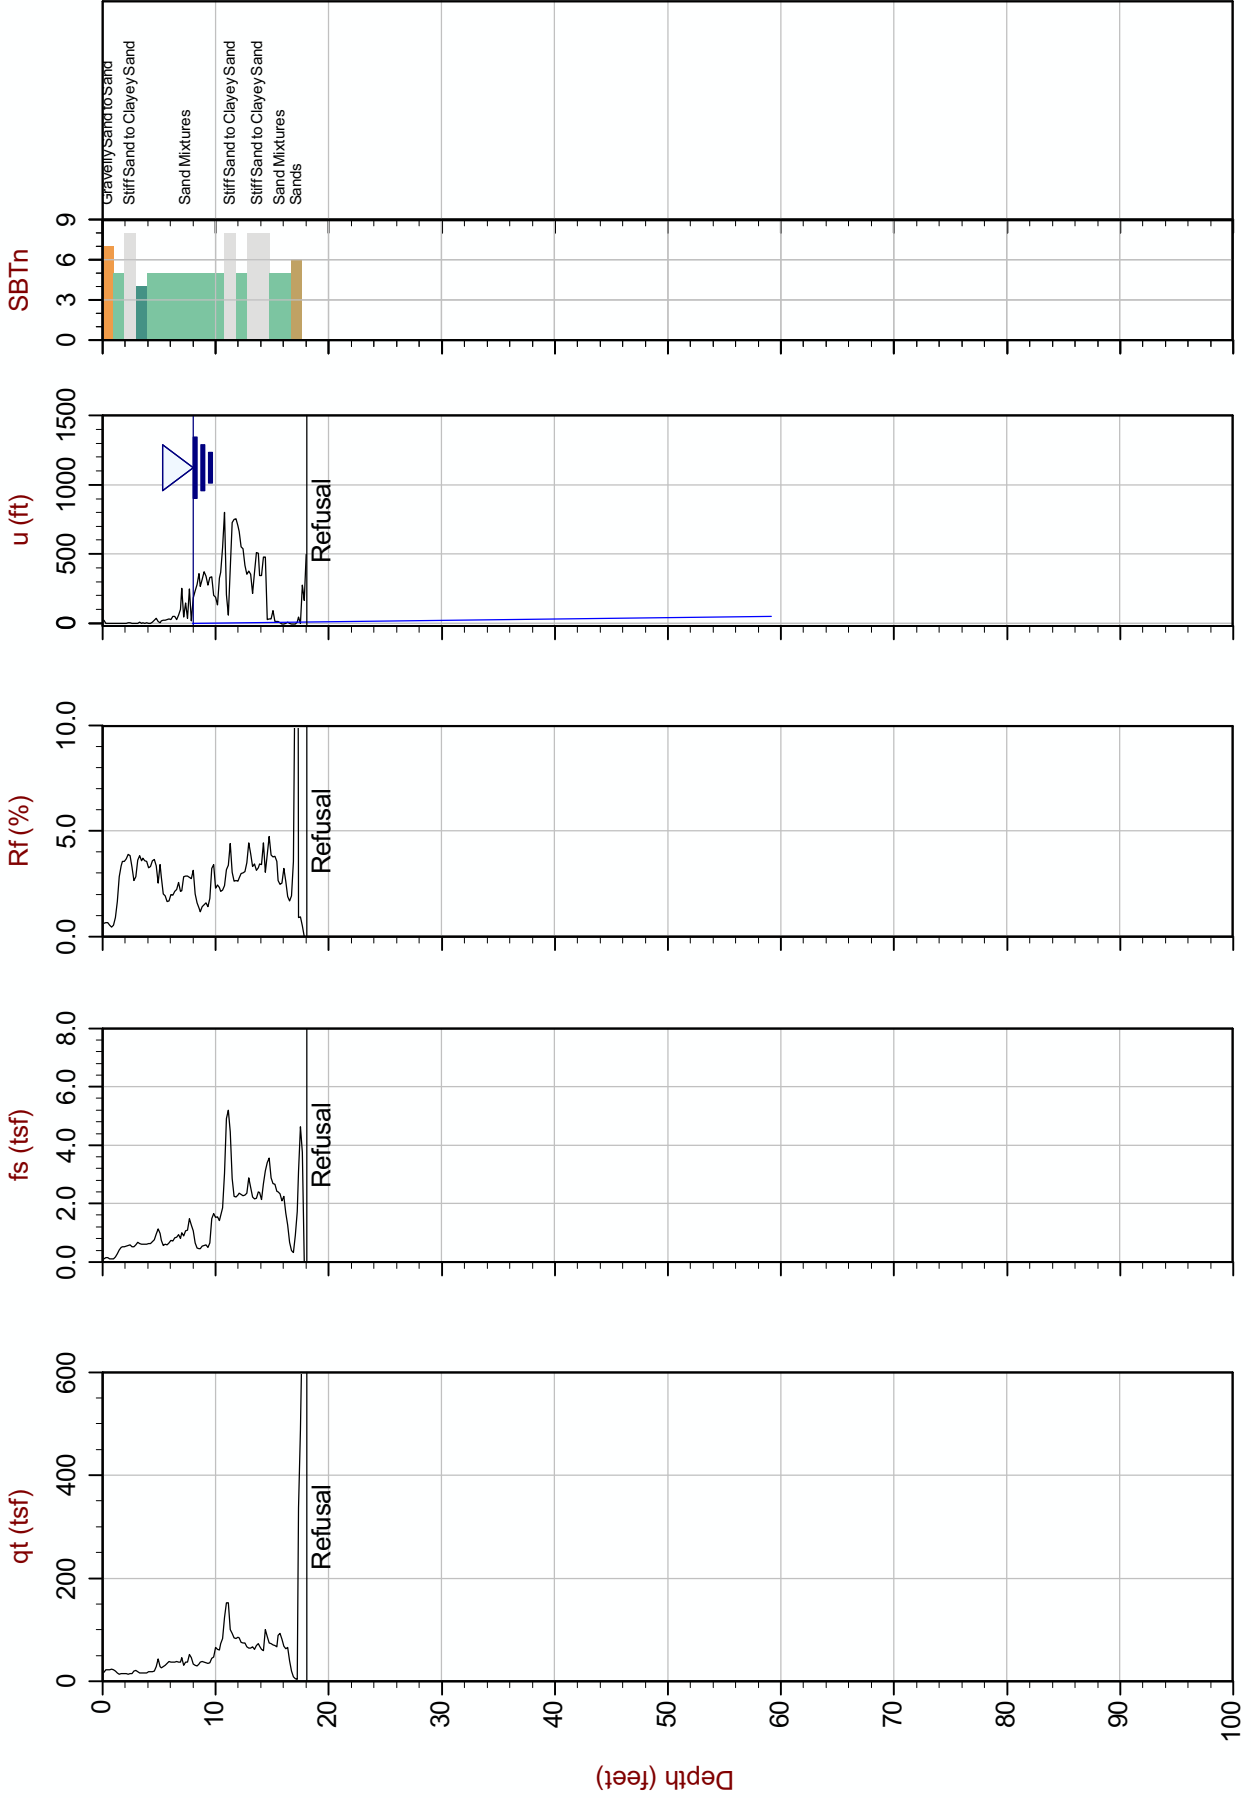 qt (tsf)
fs (tsf)
Rf (%)
u (ft)
SBTn
0
200
400
600
0.0
2.0
4.0
6.0
8.0
0.0
5.0
10.0
0
500
1000
1500
0
3
6
9
Depth (feet)
0
10
20
30
40
50
60
70
80
90
100
Refusal
Refusal
Refusal
Refusal
Gravelly Sand to Sand
Stiff Sand to Clayey Sand
Sand Mixtures
Stiff Sand to Clayey Sand
Stiff Sand to Clayey Sand
Sand Mixtures
Sands